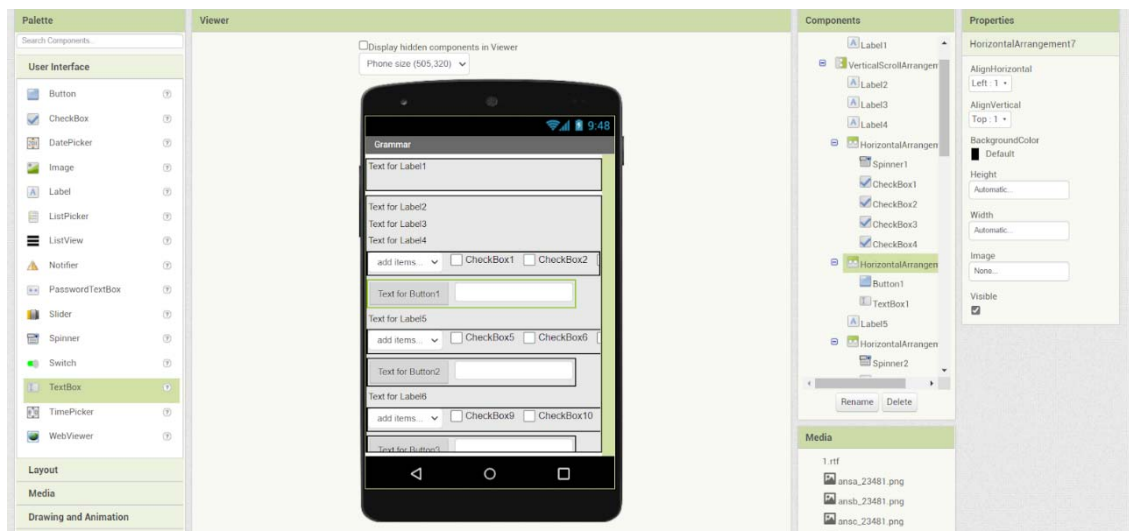 Palette
Search Components...
User Interface
Button
CheckBox
DatePicker
Image
Label
ListPicker
ListView
Notifier
PasswordTextBox
Slider
Spinner
Switch
TextBox
TimePicker
WebViewer
Layout
Media
Drawing and Animation
Viewer
Display hidden components in Viewer
Phone size (505,320)
9:48
Grammar
Text for Label1
Text for Label2
Text for Label3
Text for Label4
add items... CheckBox1 CheckBox2
Text for Button1
Text for Label5
add items... CheckBox5 CheckBox6
Text for Button2
Text for Label6
add items... CheckBox9 CheckBox10
Text for Button3
Components
Label1
VerticalScrollArrangem
Label2
Label3
Label4
HorizontalArrangem
Spinner1
CheckBox1
CheckBox2
CheckBox3
CheckBox4
HorizontalArrangem
Button1
TextBox1
Label5
HorizontalArrangem
Spinner2
Rename Delete
Media
1.rtf
ansa_23481.png
ansb_23481.png
ansc_23481.png
Properties
HorizontalArrangement7
AlignHorizontal
Left : 1
AlignVertical
Top : 1
BackgroundColor
Default
Height
Automatic...
Width
Automatic...
Image
None...
Visible